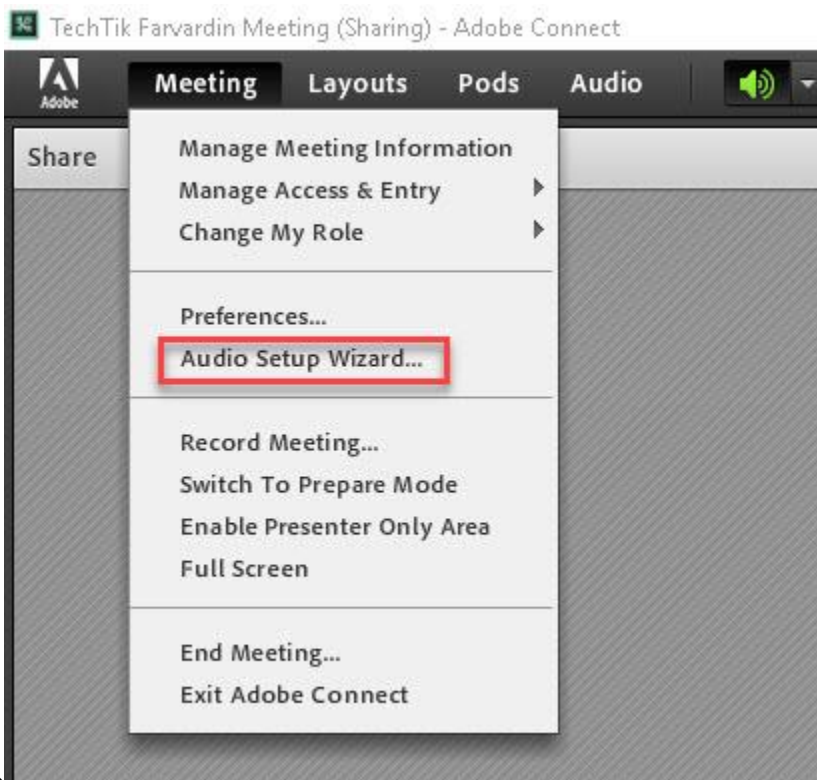 TechTik Farvardin Meeting (Sharing) - Adobe Connect
Adobe Meeting Layouts Pods Audio
Share
Manage Meeting Information
Manage Access & Entry
Change My Role
Preferences...
Audio Setup Wizard...
Record Meeting...
Switch To Prepare Mode
Enable Presenter Only Area
Full Screen
End Meeting...
Exit Adobe Connect